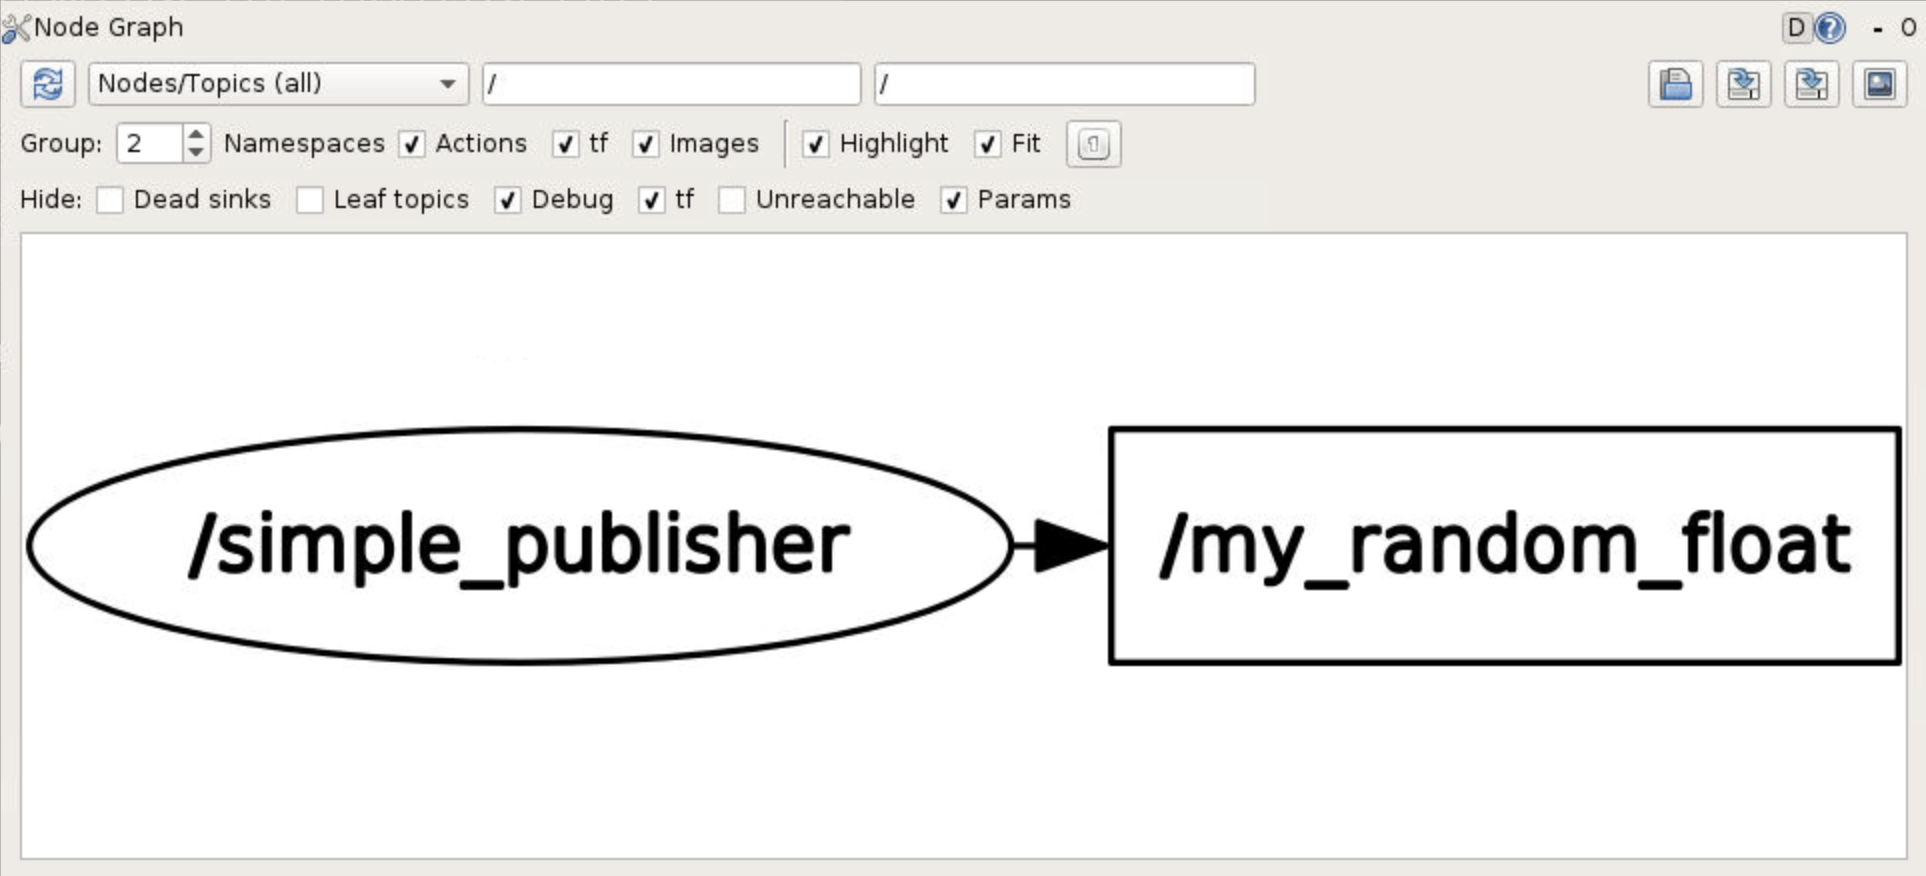 Node Graph D ? - O
Nodes/Topics (all) / /
Group: 2 Namespaces Actions tf Images Highlight Fit
Hide: Dead sinks Leaf topics Debug tf Unreachable Params
/simple_publisher /my_random_float